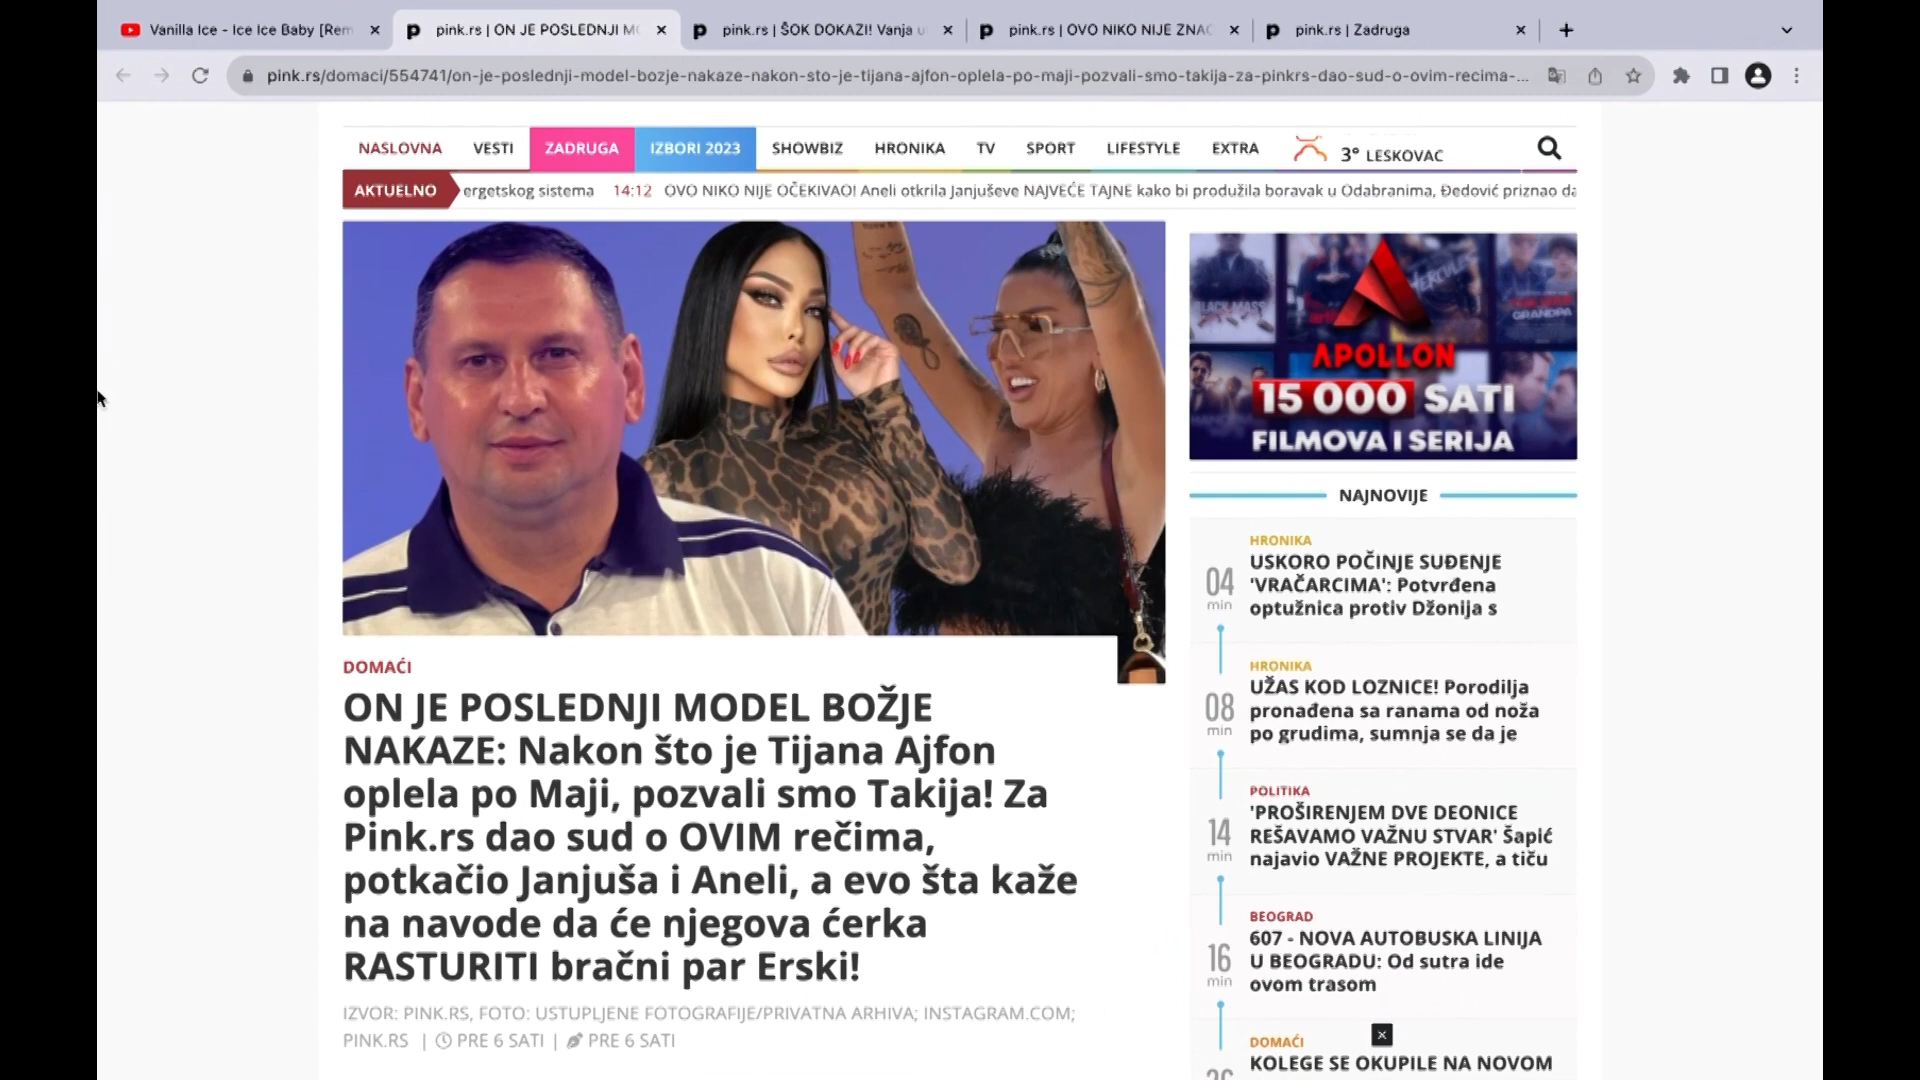 Vanilla Ice - Ice Ice Baby [Rem
pink.rs | ON JE POSLEDNJI MO
pink.rs | ŠOK DOKAZI! Vanja u
pink.rs | OVO NIKO NIJE ZNAO
pink.rs | Zadruga
pink.rs/domaci/554741/on-je-poslednji-model-bozje-nakaze-nakon-sto-je-tijana-ajfon-oplela-po-maji-pozvali-smo-takija-za-pinkrs-dao-sud-o-ovim-recima-...
NASLOVNA VESTI ZADRUGA IZBORI 2023 SHOWBIZ HRONIKA TV SPORT LIFESTYLE EXTRA 3° LESKOVAC
AKTUELNO ergetskog sistema 14:12 OVO NIKO NIJE OČEKIVAO! Aneli otkrila Janjuševe NAJVEĆE TAJNE kako bi produžila boravak u Odabranima, Đedović priznao da
BLACK MASS
HERCULES
GRANDPA
APOLLON
15 000 SATI
FILMOVA I SERIJA
DOMAĆI
ON JE POSLEDNJI MODEL BOŽJE
NAKAZE: Nakon što je Tijana Ajfon
oplela po Maji, pozvali smo Takija! Za
Pink.rs dao sud o OVIM rečima,
potkačio Janjuša i Aneli, a evo šta kaže
na navode da će njegova ćerka
RASTURITI bračni par Erski!
IZVOR: PINK.RS, FOTO: USTUPLJENE FOTOGRAFIJE/PRIVATNA ARHIVA; INSTAGRAM.COM;
PINK.RS | PRE 6 SATI | PRE 6 SATI
NAJNOVIJE
04 min
HRONIKA
USKORO POČINJE SUĐENJE
'VRAČARCIMA': Potvrđena
optužnica protiv Džonija s
08 min
HRONIKA
UŽAS KOD LOZNICE! Porodilja
pronađena sa ranama od noža
po grudima, sumnja se da je
14 min
POLITIKA
'PROŠIRENJEM DVE DEONICE
REŠAVAMO VAŽNU STVAR' Šapić
najavio VAŽNE PROJEKTE, a tiču
16 min
BEOGRAD
607 - NOVA AUTOBUSKA LINIJA
U BEOGRADU: Od sutra ide
ovom trasom
DOMAĆI
KOLEGE SE OKUPILE NA NOVOM